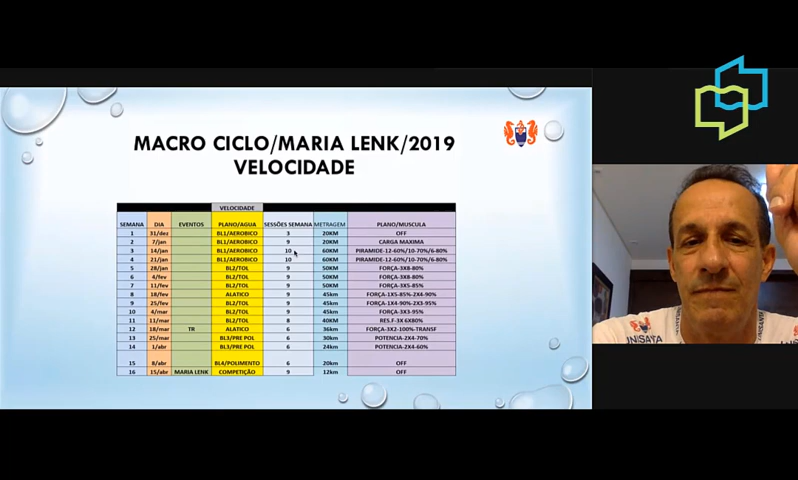 MACRO CICLO/MARIA LENK/2019
VELOCIDADE
VELOCIDADE
SEMANA DIA EVENTOS PLANO/AGUA SESSÕES SEMANA METRAGEM PLANO/MUSCULA
1 31/dez BL1/AEROBICO 3 20KM OFF
2 7/jan BL1/AEROBICO 9 20KM CARGA MAXIMA
3 14/jan BL1/AEROBICO 10 60KM PIRAMIDE-12-60%/10-70%/6-80%
4 21/jan BL1/AEROBICO 10 60KM PIRAMIDE-12-60%/10-70%/6-80%
5 28/jan BL2/TOL 9 50KM FORÇA-3X8-80%
6 4/fev BL2/TOL 9 50KM FORÇA-3X8-80%
7 11/fev BL2/TOL 9 50KM FORÇA-3X5-85%
8 18/fev ALATICO 9 45km FORÇA-1X5-85%-2X4-90%
9 25/fev BL2/TOL 9 45km FORÇA-1X4-90%-2X3-95%
10 4/mar BL2/TOL 9 45km FORÇA-3X3-95%
11 11/mar BL2/TOL 8 40KM RES.F-3X 6X80%
12 18/mar TR ALATICO 6 36km FORÇA-3X2-100%-TRANSF
13 25/mar BL3/PRE POL 6 30km POTENCIA-2X4-70%
14 1/abr BL3/PRE POL 6 24km POTENCIA-2X4-60%
15 8/abr BL4/POLIMENTO 6 20km OFF
16 15/abr MARIA LENK COMPETIÇÃO 9 12km OFF
UNISATA